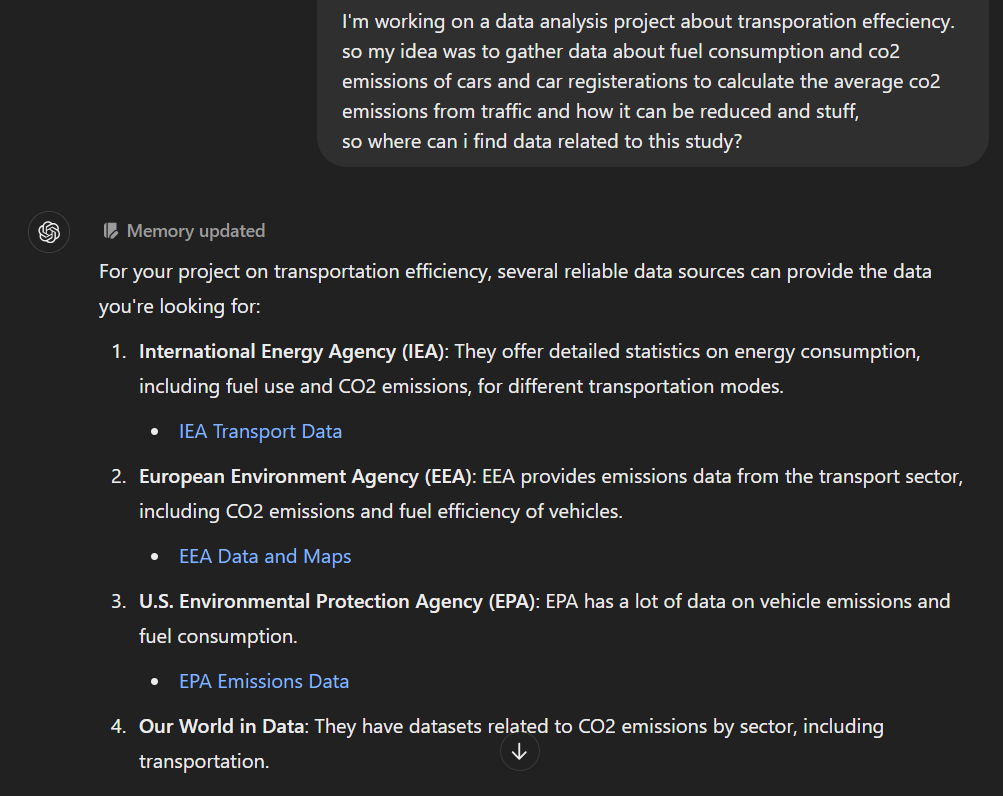 I'm working on a data analysis project about transporation effeciency.
so my idea was to gather data about fuel consumption and co2
emissions of cars and car registerations to calculate the average co2
emissions from traffic and how it can be reduced and stuff,
so where can i find data related to this study?
Memory updated
For your project on transportation efficiency, several reliable data sources can provide the data
you're looking for:
1. International Energy Agency (IEA): They offer detailed statistics on energy consumption,
including fuel use and CO2 emissions, for different transportation modes.
• IEA Transport Data
2. European Environment Agency (EEA): EEA provides emissions data from the transport sector,
including CO2 emissions and fuel efficiency of vehicles.
• EEA Data and Maps
3. U.S. Environmental Protection Agency (EPA): EPA has a lot of data on vehicle emissions and
fuel consumption.
• EPA Emissions Data
4. Our World in Data: They have datasets related to CO2 emissions by sector, including
transportation.